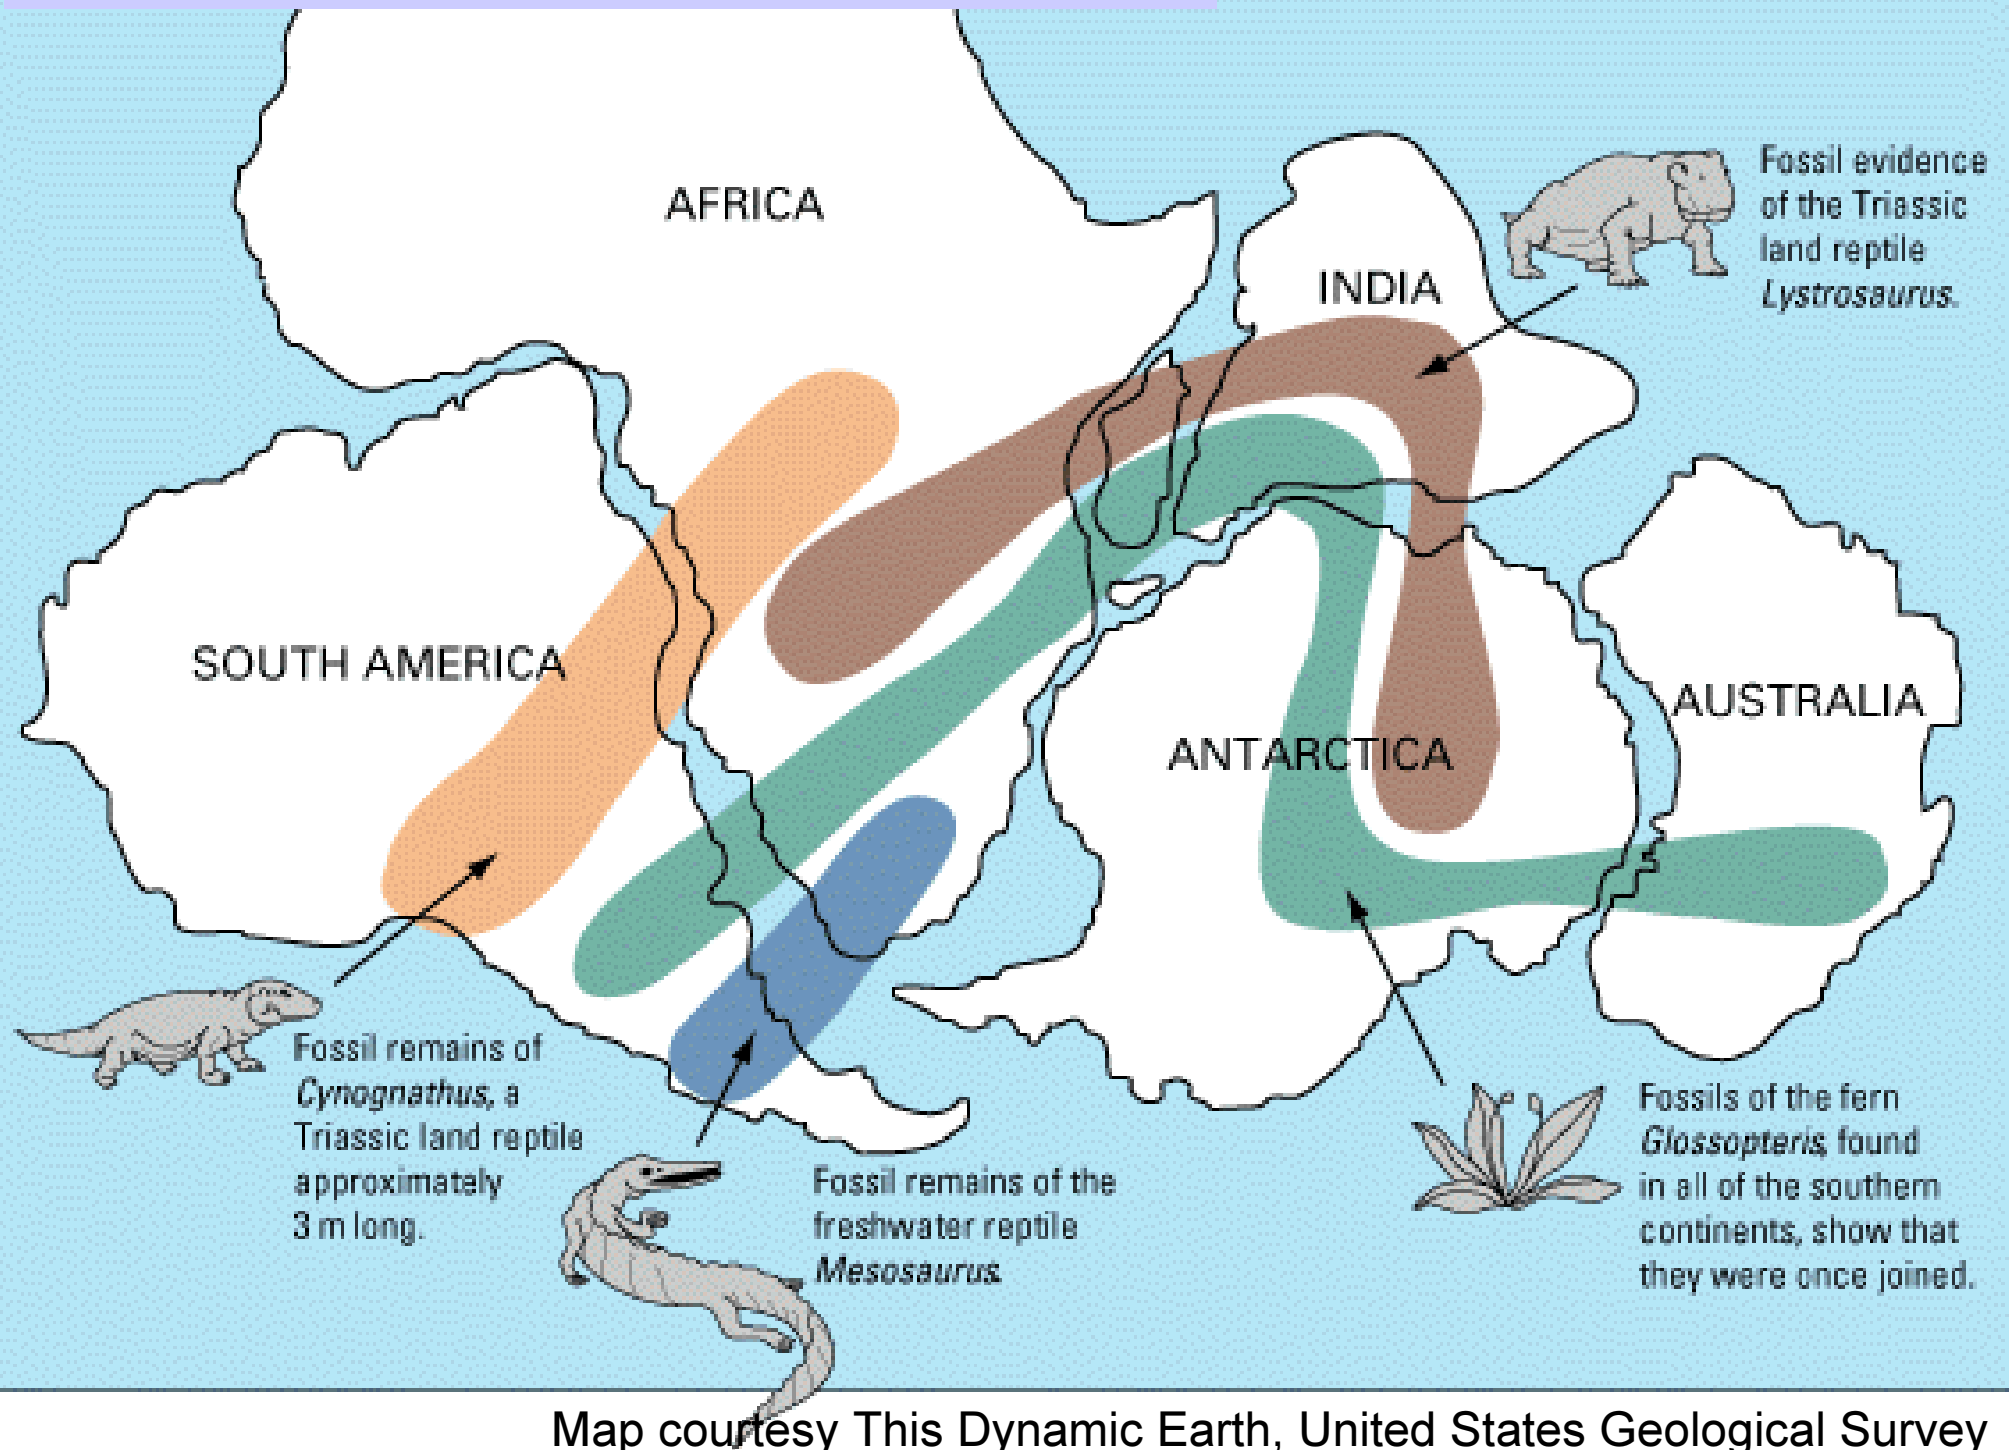 AFRICA
INDIA
Fossil evidence
of the Triassic
land reptile
Lystrosaurus.
SOUTH AMERICA
ANTARCTICA
AUSTRALIA
Fossil remains of
Cynognathus, a
Triassic land reptile
approximately
3 m long.
Fossil remains of the
freshwater reptile
Mesosaurus.
Fossils of the fern
Glossopteris, found
in all of the southern
continents, show that
they were once joined.
Map courtesy This Dynamic Earth, United States Geological Survey